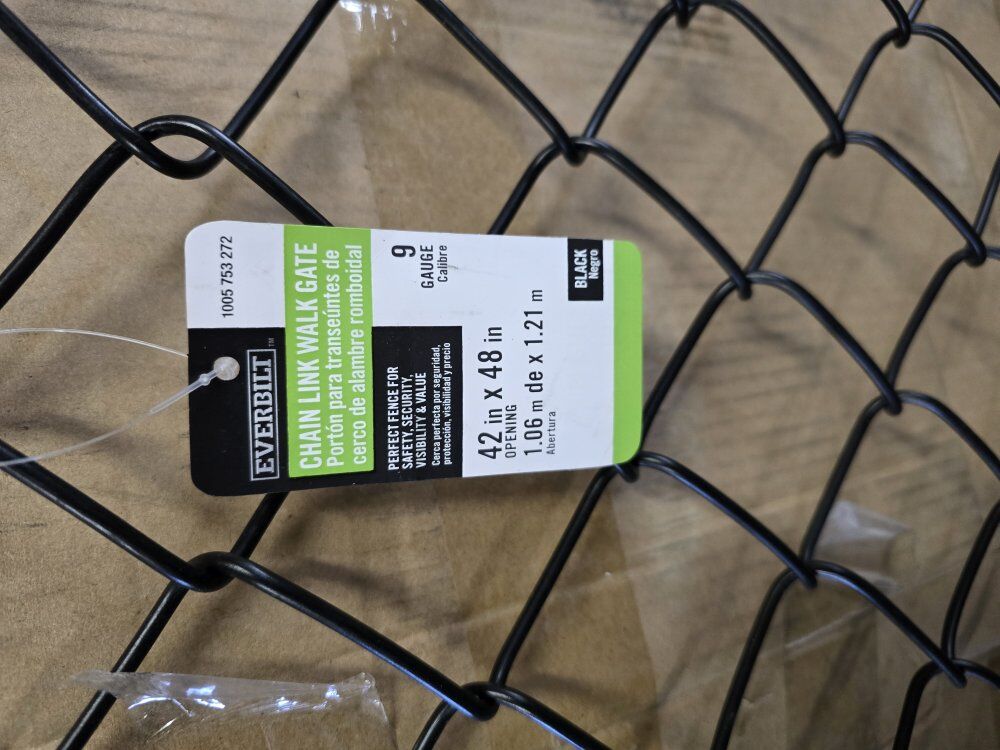 1005 753 272
EVERBILT™
CHAIN LINK WALK GATE
Portón para transeúntes de
cerco de alambre romboidal
PERFECT FENCE FOR
SAFETY, SECURITY,
VISIBILITY & VALUE
Cerca perfecta por seguridad,
protección, visibilidad y precio
9
GAUGE
Calibre
42 in x 48 in
OPENING
1.06 m de x 1.21 m
Abertura
BLACK
Negro